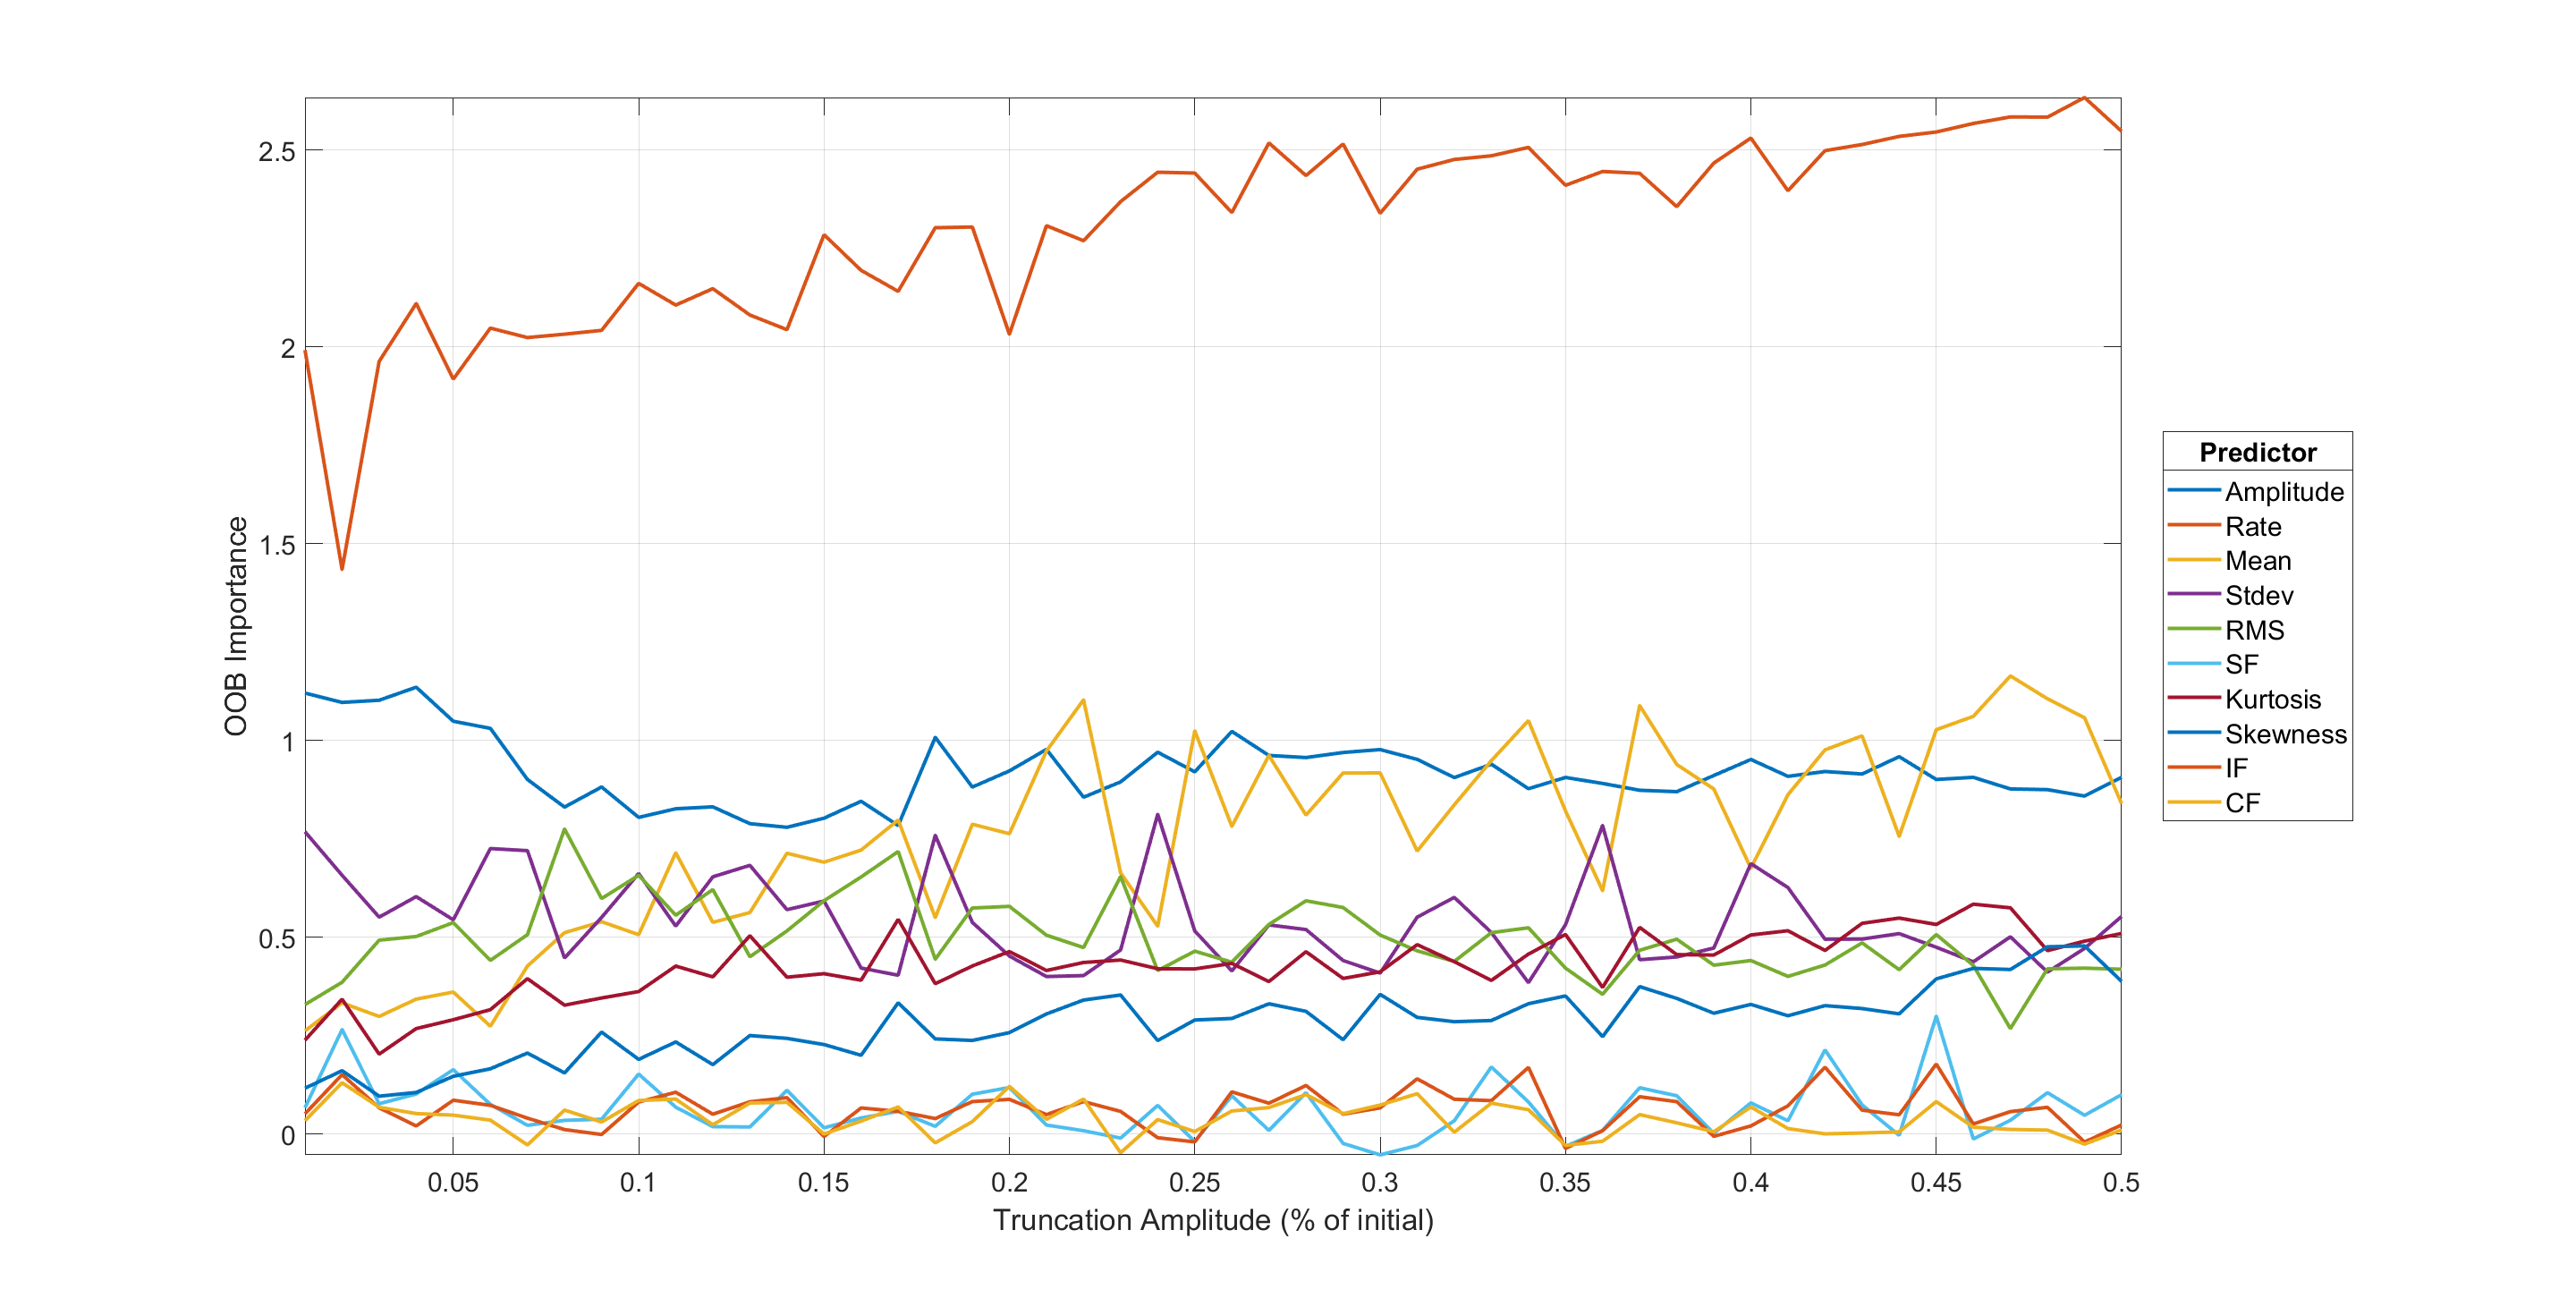 OOB Importance
2.5
2
1.5
1
0.5
0
0.05
0.1
0.15
0.2
0.25
0.3
0.35
0.4
0.45
0.5
Truncation Amplitude (% of initial)
Predictor
Amplitude
Rate
Mean
Stdev
RMS
SF
Kurtosis
Skewness
IF
CF